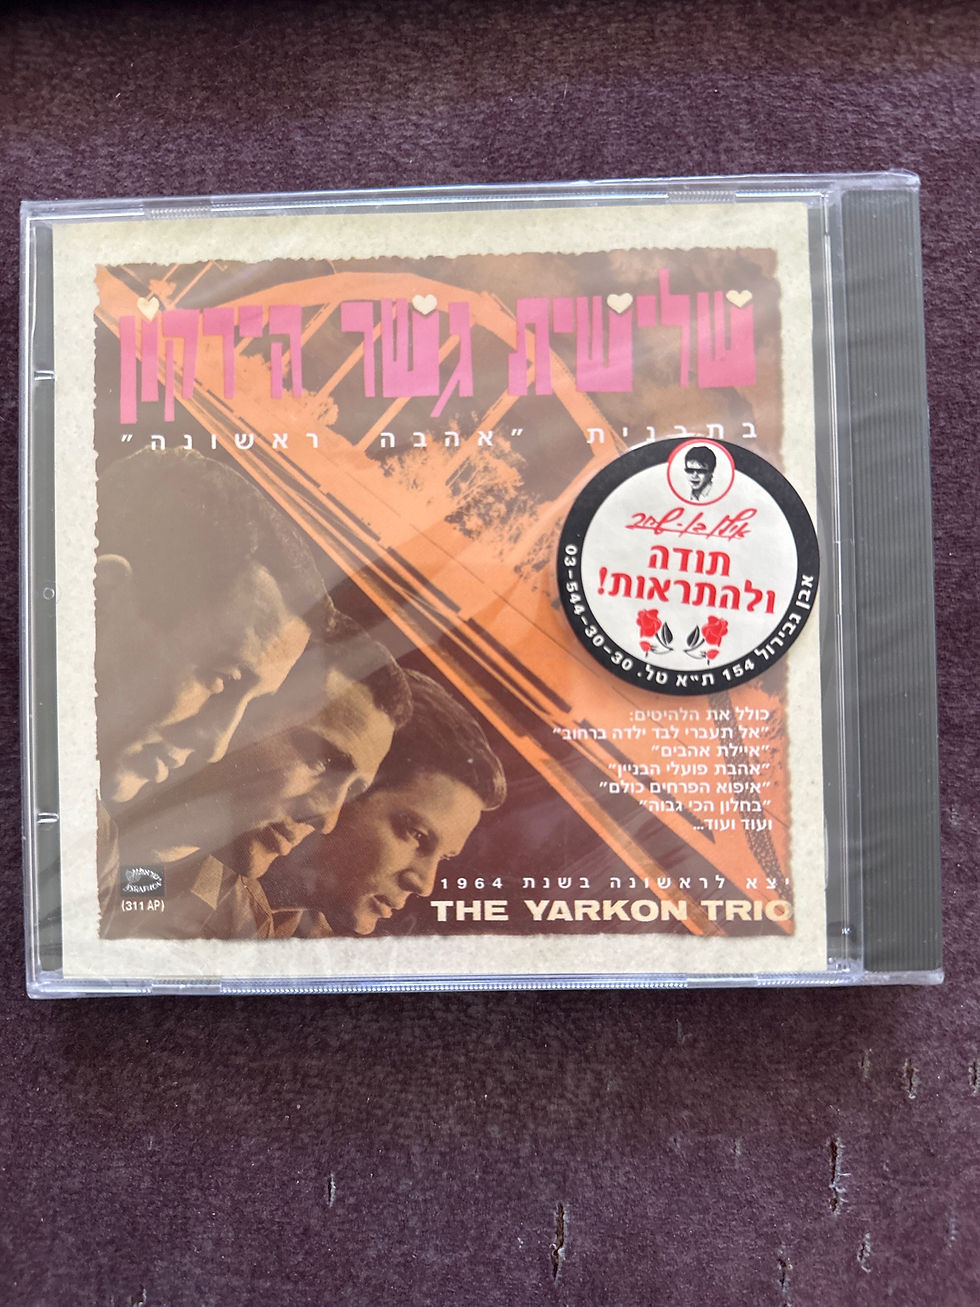 שלישית גשר הירקון
בתכנית "אהבה ראשונה"
אילן בן-שחר
תודה
ולהתראות!
אבן גבירול 154 ת"א טל. 03-544-30-30
כולל את הלהיטים:
"אל תעברי לבד ילדה ברחוב"
"איילת אהבים"
"אהבת פועלי הבניין"
"איפוא הפרחים כולם"
"בחלון הכי גבוה"
ועוד ועוד...
יצא לראשונה בשנת 1964
THE YARKON TRIO
(311 AP)